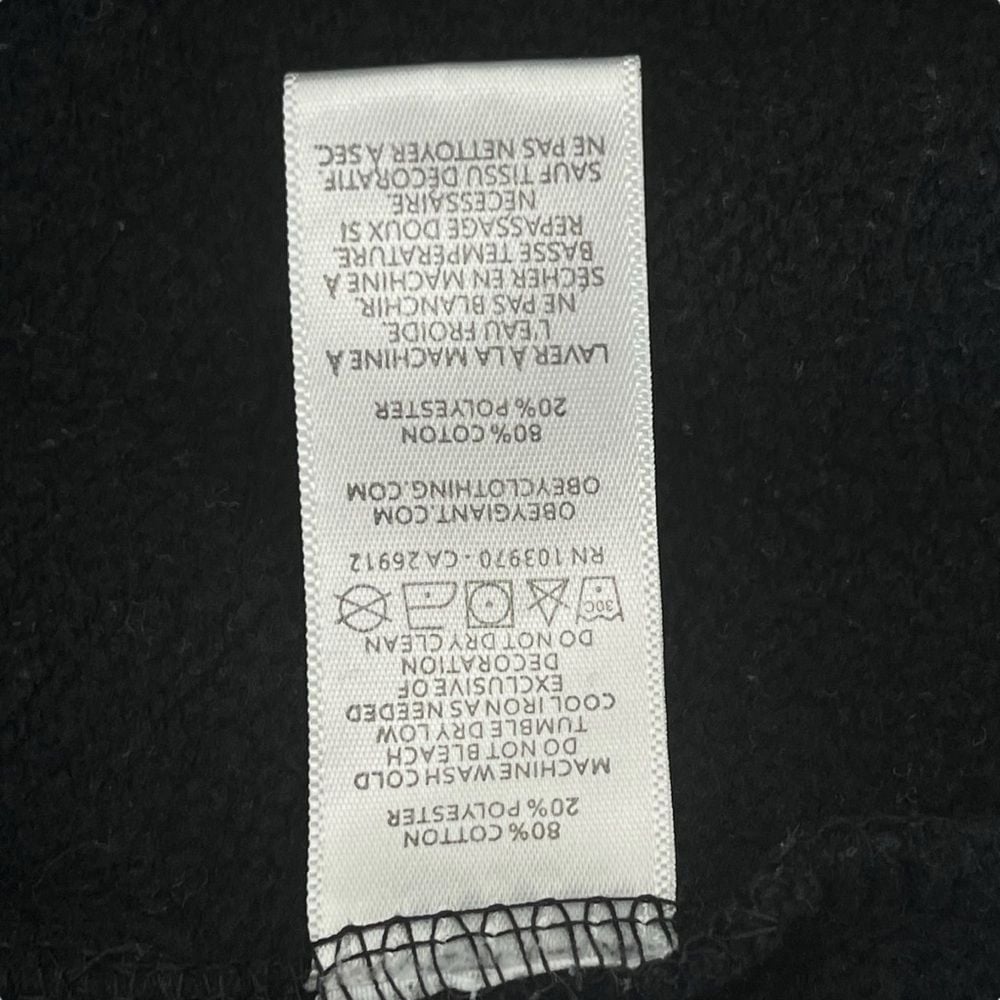 80% COTTON
20% POLYESTER
MACHINE WASH COLD
DO NOT BLEACH
TUMBLE DRY LOW
COOL IRON AS NEEDED
EXCLUSIVE OF
DECORATION
DO NOT DRY CLEAN
30C
RN 103970 - CA 26912
OBEYGIANT.COM
OBEYCLOTHING.COM
80% COTON
20% POLYESTER
LAVER À LA MACHINE À
L'EAU FROIDE.
NE PAS BLANCHIR.
SÉCHER EN MACHINE À
BASSE TEMPÉRATURE.
REPASSAGE DOUX SI
NÉCESSAIRE.
SAUF TISSU DÉCORATIF.
NE PAS NETTOYER À SEC.